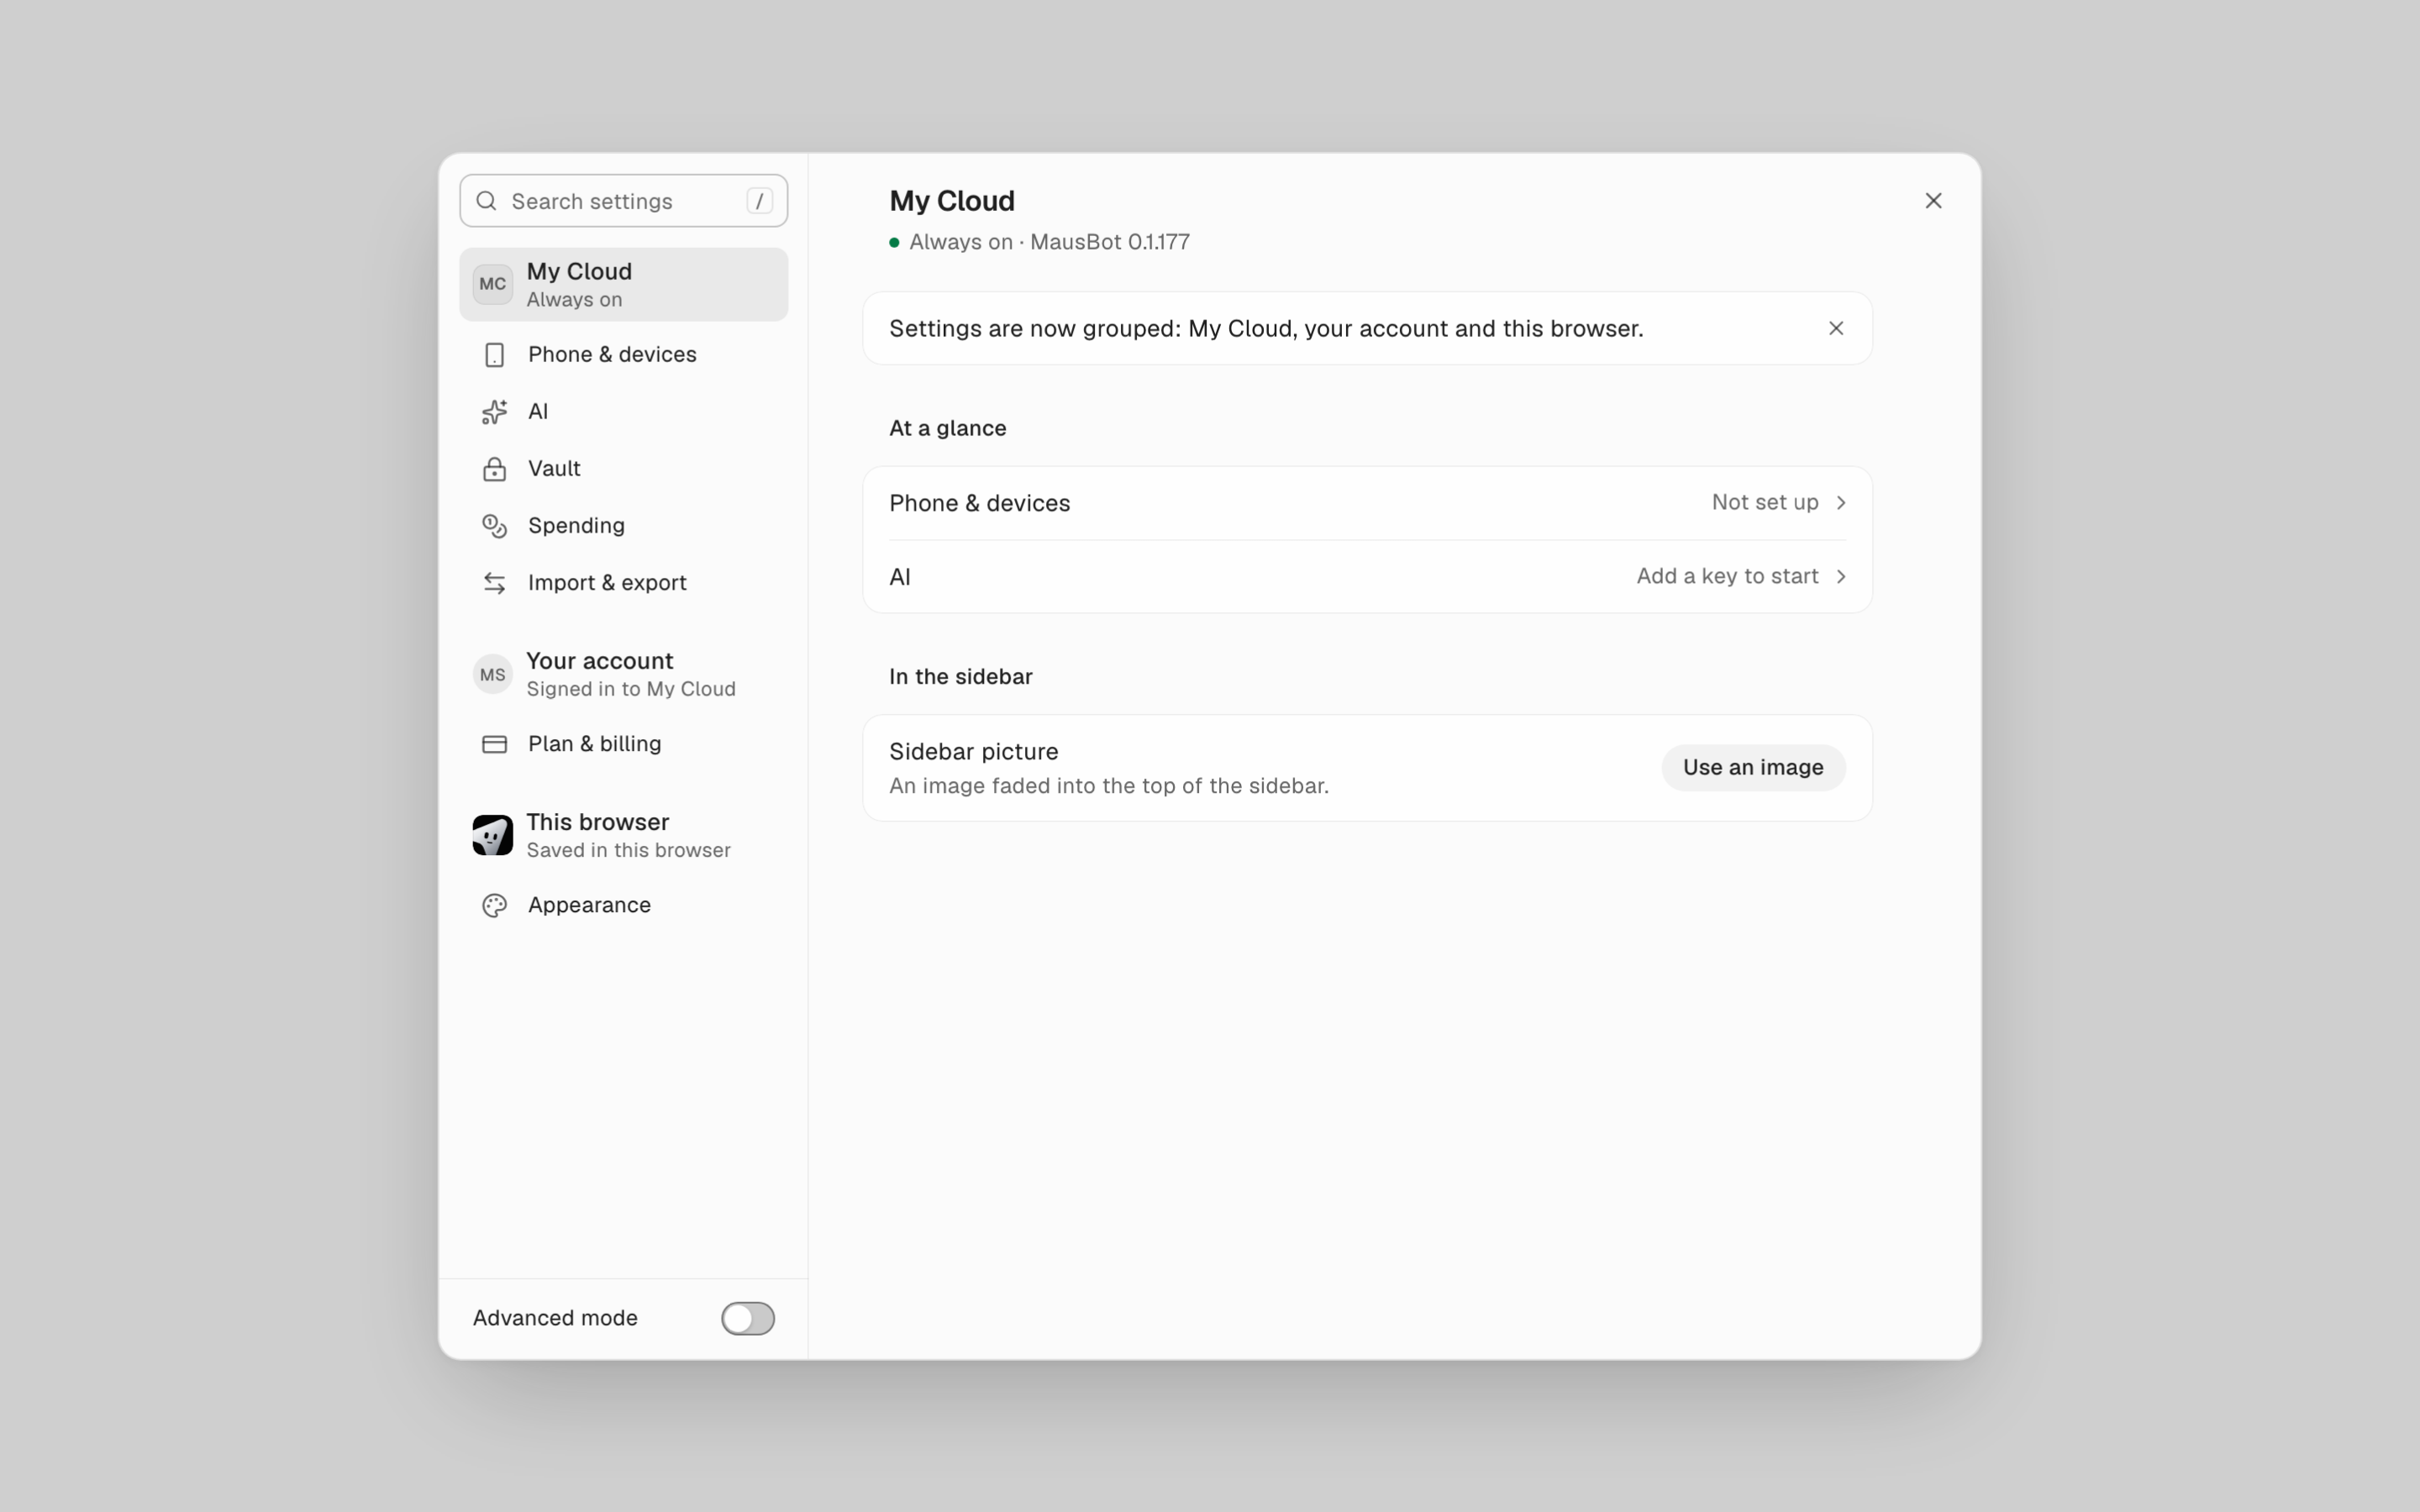 Search settings /
MC My Cloud
Always on
Phone & devices
AI
Vault
Spending
Import & export
MS Your account
Signed in to My Cloud
Plan & billing
This browser
Saved in this browser
Appearance
Advanced mode
My Cloud
Always on · MausBot 0.1.177
Settings are now grouped: My Cloud, your account and this browser.
At a glance
Phone & devices Not set up
AI Add a key to start
In the sidebar
Sidebar picture
An image faded into the top of the sidebar.
Use an image